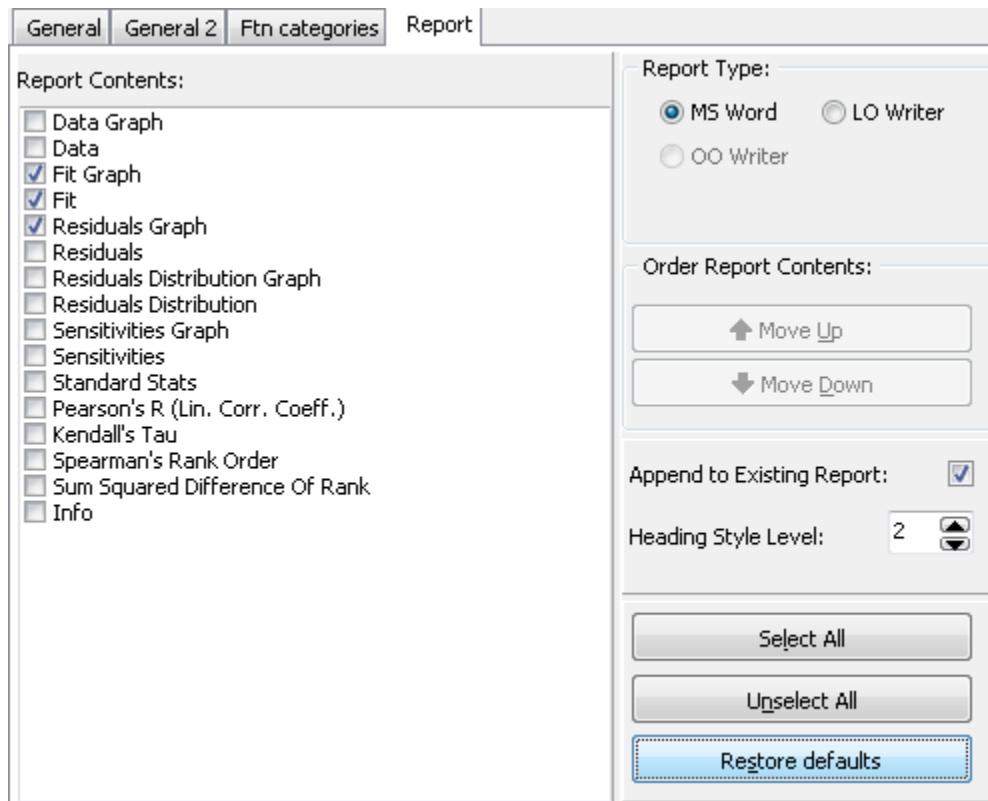 General
General 2
Ftn categories
Report
Report Contents:
Data Graph
Data
Fit Graph
Fit
Residuals Graph
Residuals
Residuals Distribution Graph
Residuals Distribution
Sensitivities Graph
Sensitivities
Standard Stats
Pearson's R (Lin. Corr. Coeff.)
Kendall's Tau
Spearman's Rank Order
Sum Squared Difference Of Rank
Info
Report Type:
MS Word
LO Writer
OO Writer
Order Report Contents:
Move Up
Move Down
Append to Existing Report:
Heading Style Level: 2
Select All
Unselect All
Restore defaults